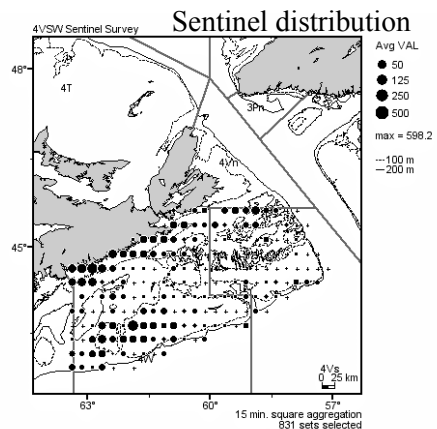 Sentinel distribution
4VSW Sentinel Survey
Avg VAL
50
125
250
500
max = 598.2
---100 m
—200 m
48°
45°
4T
3Pn
4Vn
4W
4Vs
0 25 km
63° 60° 57°
15 min. square aggregation
831 sets selected